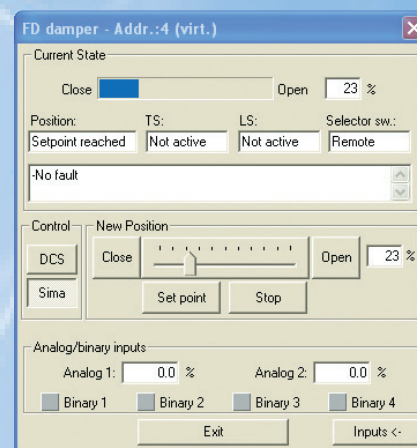 FD damper - Addr.:4 (virt.)
Current State
Close Open 23 %
Position: TS: LS: Selector sw.:
Setpoint reached Not active Not active Remote
-No fault
Control New Position
DCS Close Open 23 %
Sima Set point Stop
Analog/binary inputs
Analog 1: 0.0 % Analog 2: 0.0 %
Binary 1 Binary 2 Binary 3 Binary 4
Exit Inputs <-